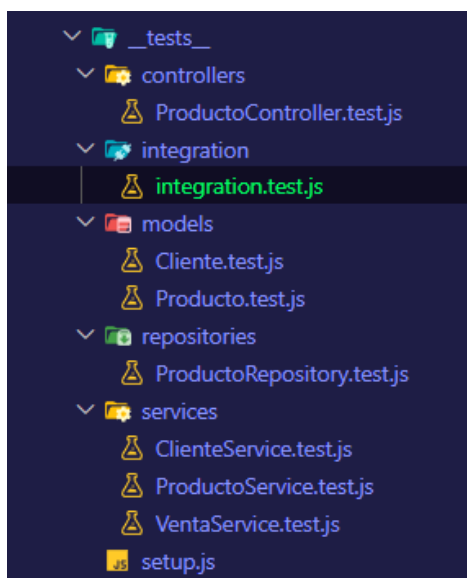 __tests__
controllers
ProductoController.test.js
integration
integration.test.js
models
Cliente.test.js
Producto.test.js
repositories
ProductoRepository.test.js
services
ClienteService.test.js
ProductoService.test.js
VentaService.test.js
JS setup.js